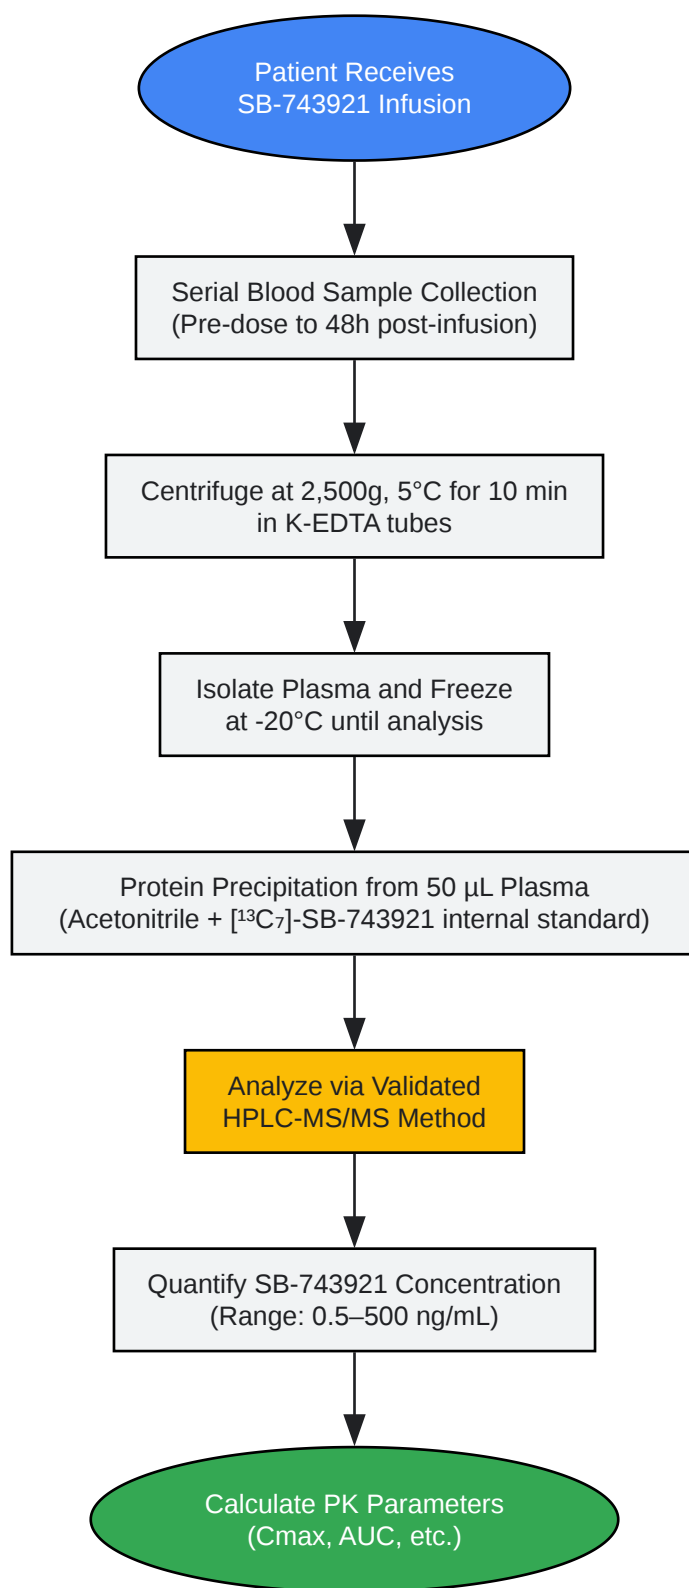 Patient Receives
SB-743921 Infusion
Serial Blood Sample Collection
(Pre-dose to 48h post-infusion)
Centrifuge at 2,500g, 5°C for 10 min
in K-EDTA tubes
Isolate Plasma and Freeze
at -20°C until analysis
Protein Precipitation from 50 µL Plasma
(Acetonitrile + [¹³C₇]-SB-743921 internal standard)
Analyze via Validated
HPLC-MS/MS Method
Quantify SB-743921 Concentration
(Range: 0.5–500 ng/mL)
Calculate PK Parameters
(Cmax, AUC, etc.)